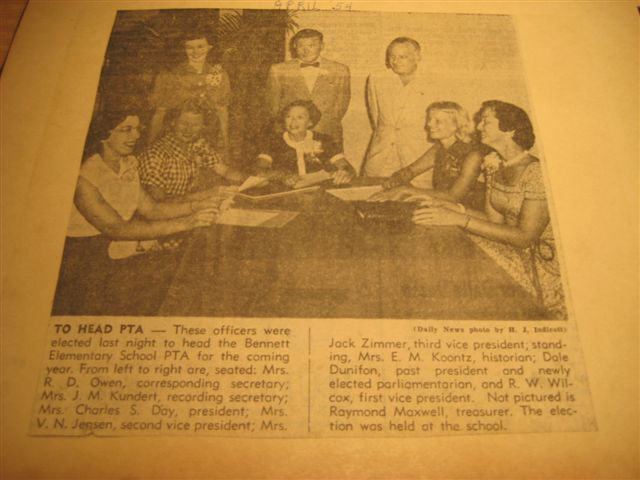 APRIL 54
(Daily News photo by H. J. Indicott)
TO HEAD PTA — These officers were
elected last night to head the Bennett
Elementary School PTA for the coming
year. From left to right are, seated: Mrs.
R. D. Owen, corresponding secretary;
Mrs. J. M. Kundert, recording secretary;
Mrs. Charles S. Day, president; Mrs.
V. N. Jensen, second vice president; Mrs.
Jack Zimmer, third vice president; stand-
ing, Mrs. E. M. Koontz, historian; Dale
Dunifon, past president and newly
elected parliamentarian, and R. W. Wil-
cox, first vice president. Not pictured is
Raymond Maxwell, treasurer. The elec-
tion was held at the school.